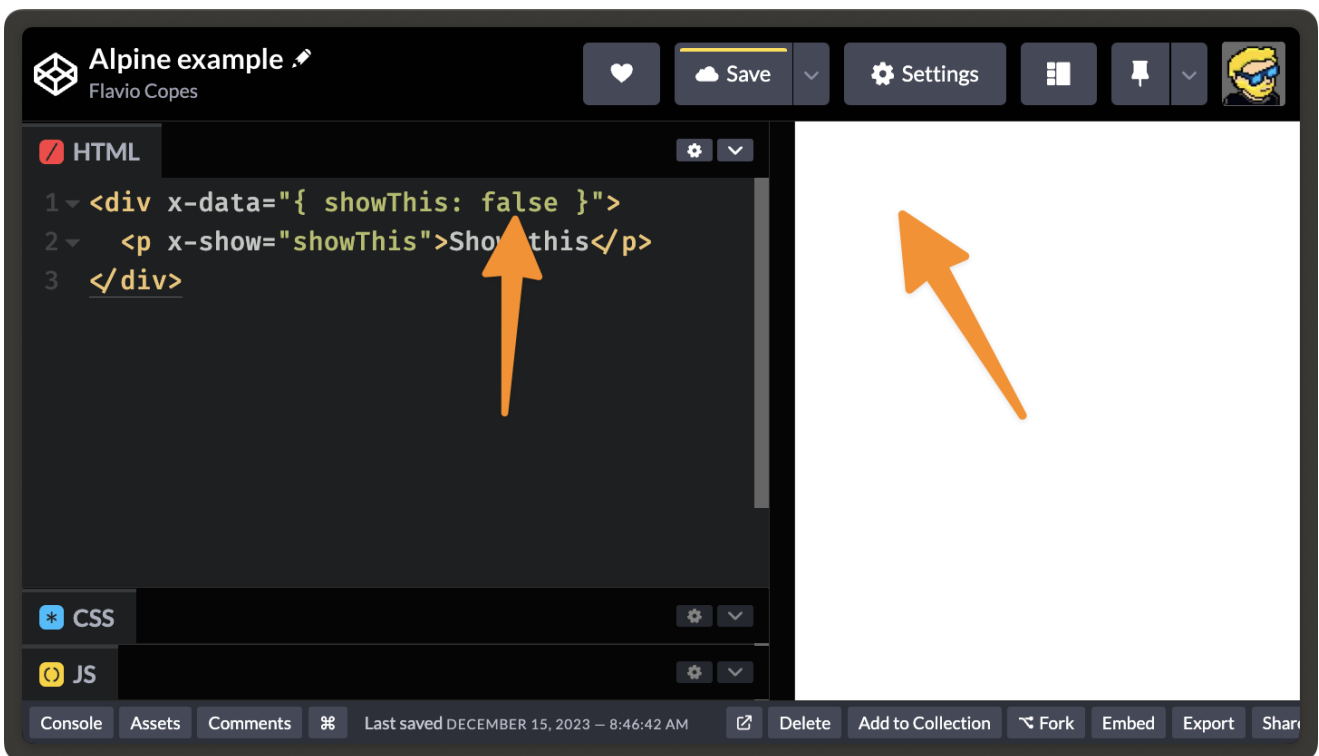 Alpine example
Flavio Copes
Save
Settings
HTML
1 <div x-data="{ showThis: false }">
2 <p x-show="showThis">Show this</p>
3 </div>
CSS
JS
Console Assets Comments ⌘ Last saved DECEMBER 15, 2023 — 8:46:42 AM Delete Add to Collection Fork Embed Export Share